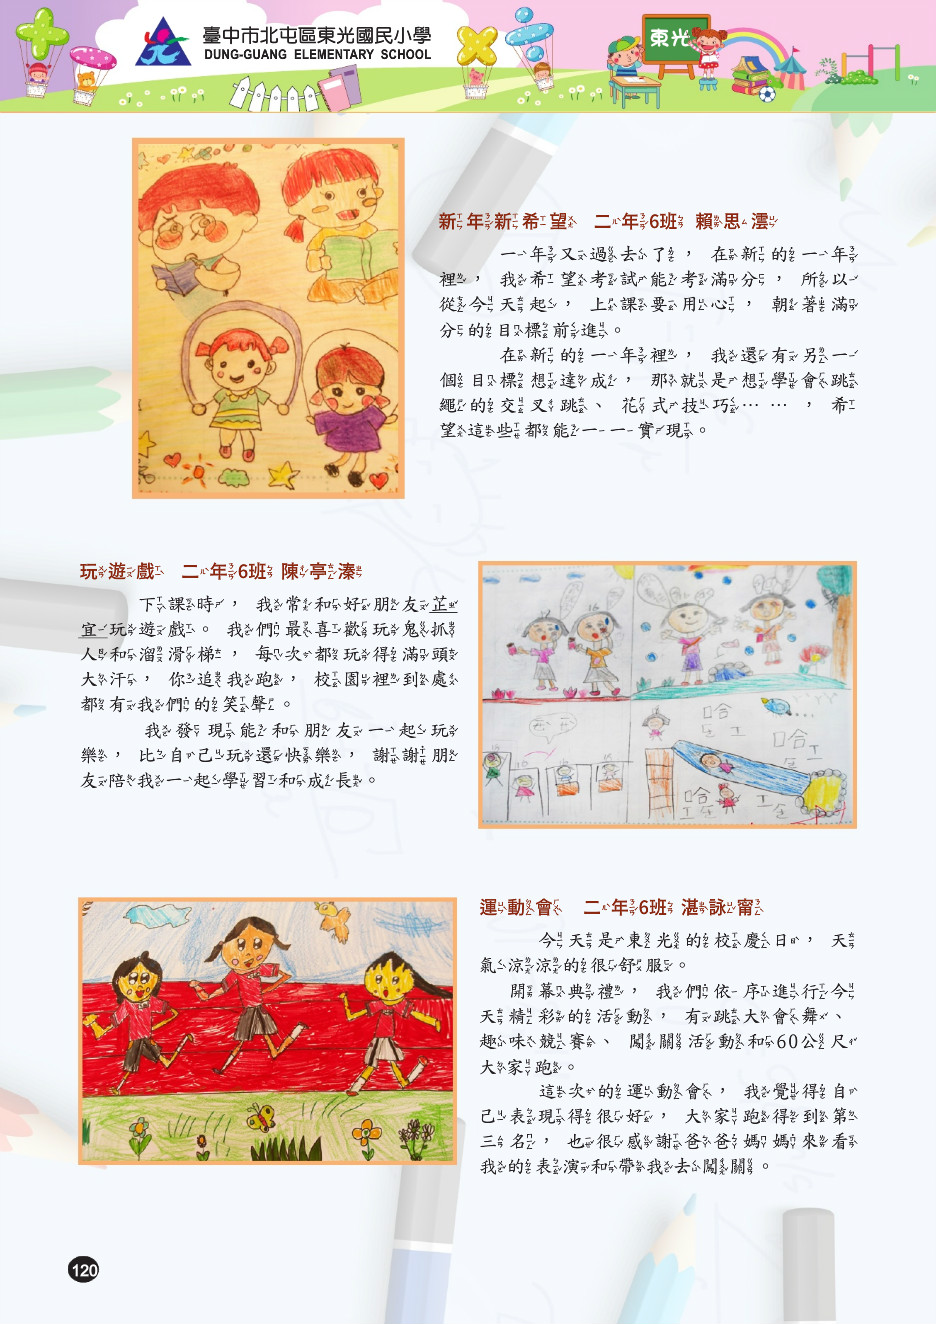 臺中市北屯區東光國民小學
DUNG-GUANG ELEMENTARY SCHOOL
東光
新年新希望 二年6班 賴思澐
一年又過去了，在新的一年
裡，我希望考試能考滿分，所以
從今天起，上課要用心，朝著滿
分的目標前進。
在新的一年裡，我還有另一
個目標想達成，那就是想學會跳
繩的交叉跳、花式技巧……，希
望這些都能一一實現。
玩遊戲 二年6班 陳亭溱
下課時，我常和好朋友芷
宜玩遊戲。我們最喜歡玩鬼抓
人和溜滑梯，每次都玩得滿頭
大汗，你追我跑，校園裡到處
都有我們的笑聲。
我發現能和朋友一起玩
樂，比自己玩還快樂，謝謝朋
友陪我一起學習和成長。
哈
哈
哈
運動會 二年6班 湛詠甯
今天是東光的校慶日，天
氣涼涼的很舒服。
開幕典禮，我們依序進行今
天精彩的活動，有跳大會舞、
趣味競賽、闖關活動和60公尺
大家跑。
這次的運動會，我覺得自
己表現得很好，大家跑得到第
三名，也很感謝爸爸媽媽來看
我的表演和帶我去闖關。
120